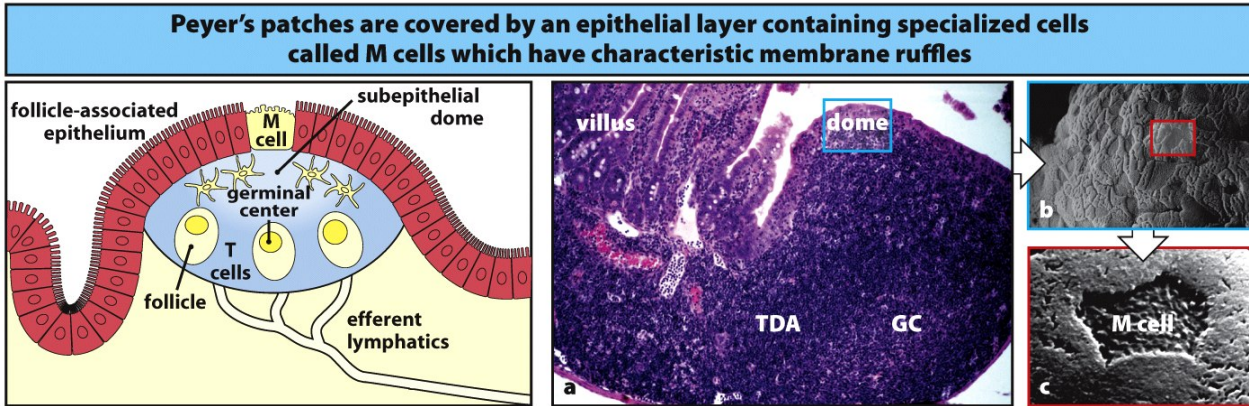 Peyer's patches are covered by an epithelial layer containing specialized cells
called M cells which have characteristic membrane ruffles
follicle-associated
epithelium
M
cell
subepithelial
dome
germinal
center
T
cells
follicle
efferent
lymphatics
villus
dome
TDA
GC
a
b
M cell
c